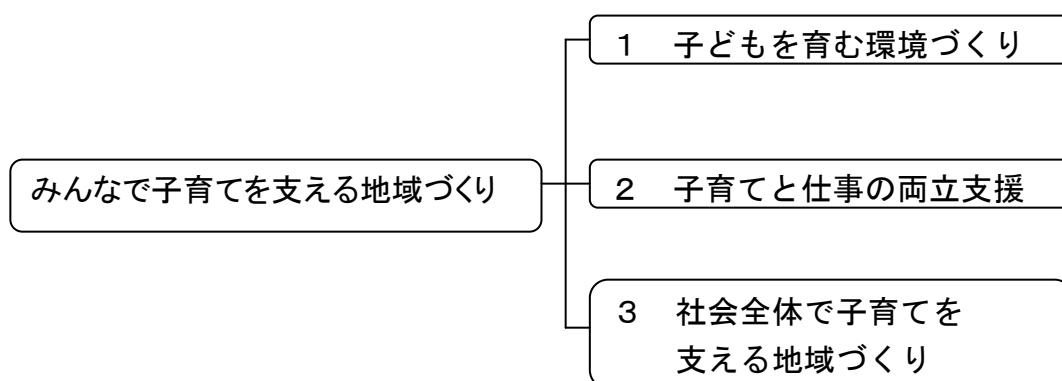 みんなで子育てを支える地域づくり
１　子どもを育む環境づくり
２　子育てと仕事の両立支援
３　社会全体で子育てを
支える地域づくり